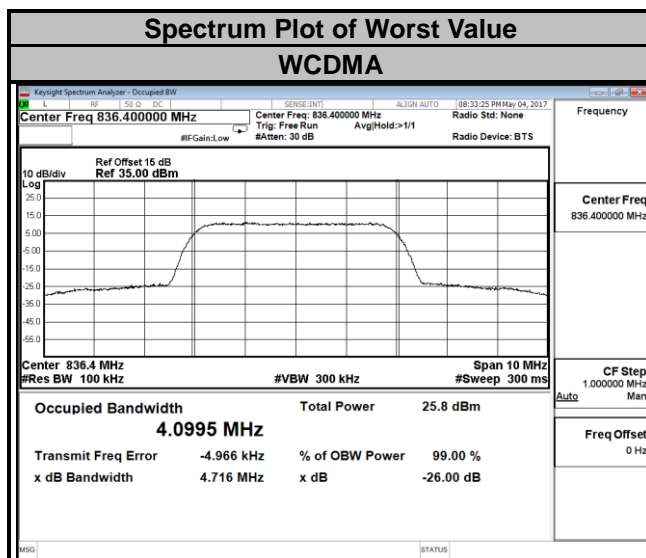 Spectrum Plot of Worst Value
WCDMA
Keysight Spectrum Analyzer - Occupied BW
LXI L RF 50 Ω DC SENSE:INT ALIGN AUTO 08:33:25 PM May 04, 2017
Center Freq 836.400000 MHz
Center Freq: 836.400000 MHz
Radio Std: None
Trig: Free Run Avg|Hold:>1/1
#IFGain:Low
#Atten: 30 dB
Radio Device: BTS
Ref Offset 15 dB
10 dB/div Ref 35.00 dBm
Log
25.0
15.0
5.00
-5.00
-15.0
-25.0
-35.0
-45.0
-55.0
Center 836.4 MHz Span 10 MHz
#Res BW 100 kHz #VBW 300 kHz #Sweep 300 ms
Occupied Bandwidth Total Power 25.8 dBm
4.0995 MHz
Transmit Freq Error -4.966 kHz % of OBW Power 99.00 %
x dB Bandwidth 4.716 MHz x dB -26.00 dB
MSG STATUS
Frequency
Center Freq
836.400000 MHz
CF Step
1.000000 MHz
Auto Man
Freq Offset
0 Hz